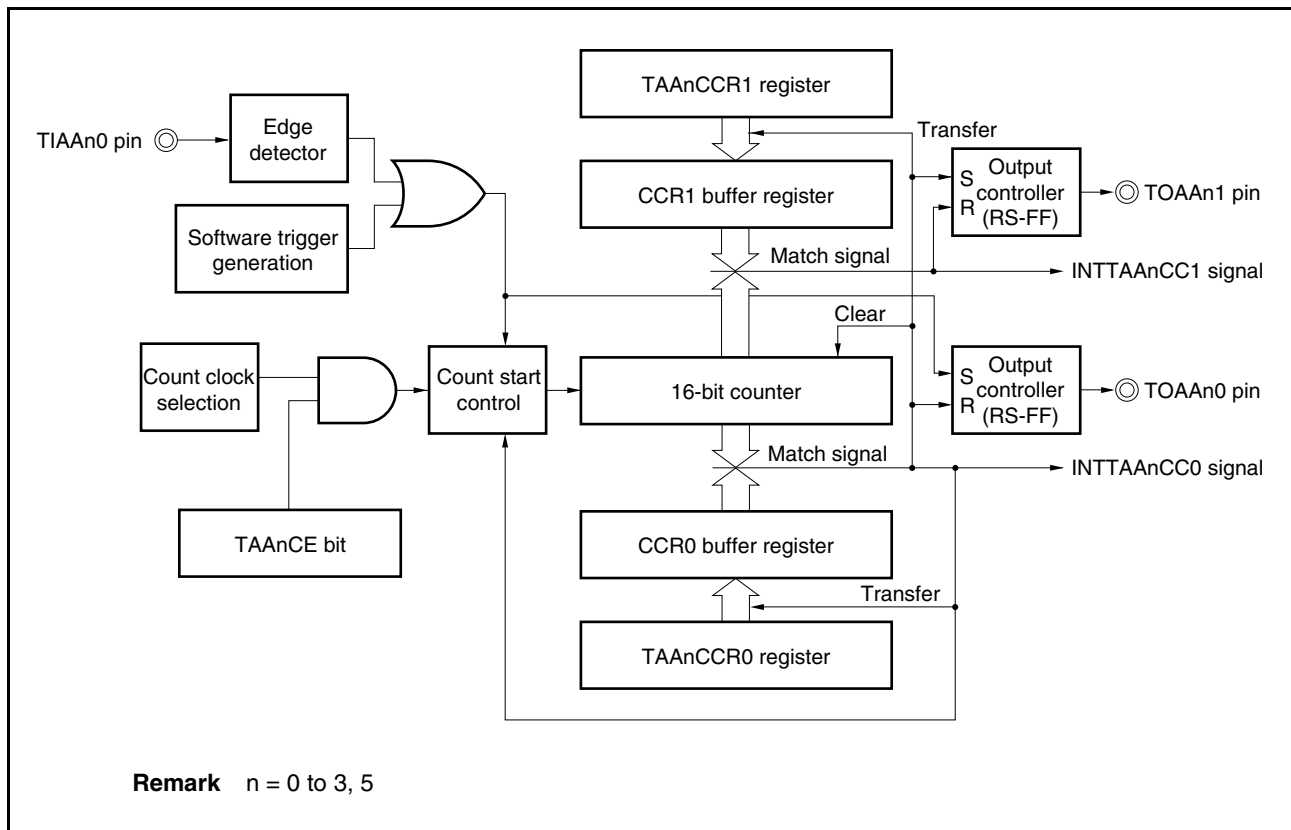 TAAnCCR1 register
TIAAn0 pin
Edge
detector
Transfer
CCR1 buffer register
S
R
Output
controller
(RS-FF)
TOAAn1 pin
Software trigger
generation
Match signal
INTTAAnCC1 signal
Clear
Count clock
selection
Count start
control
16-bit counter
S
R
Output
controller
(RS-FF)
TOAAn0 pin
Match signal
INTTAAnCC0 signal
TAAnCE bit
CCR0 buffer register
Transfer
TAAnCCR0 register
Remark n = 0 to 3, 5